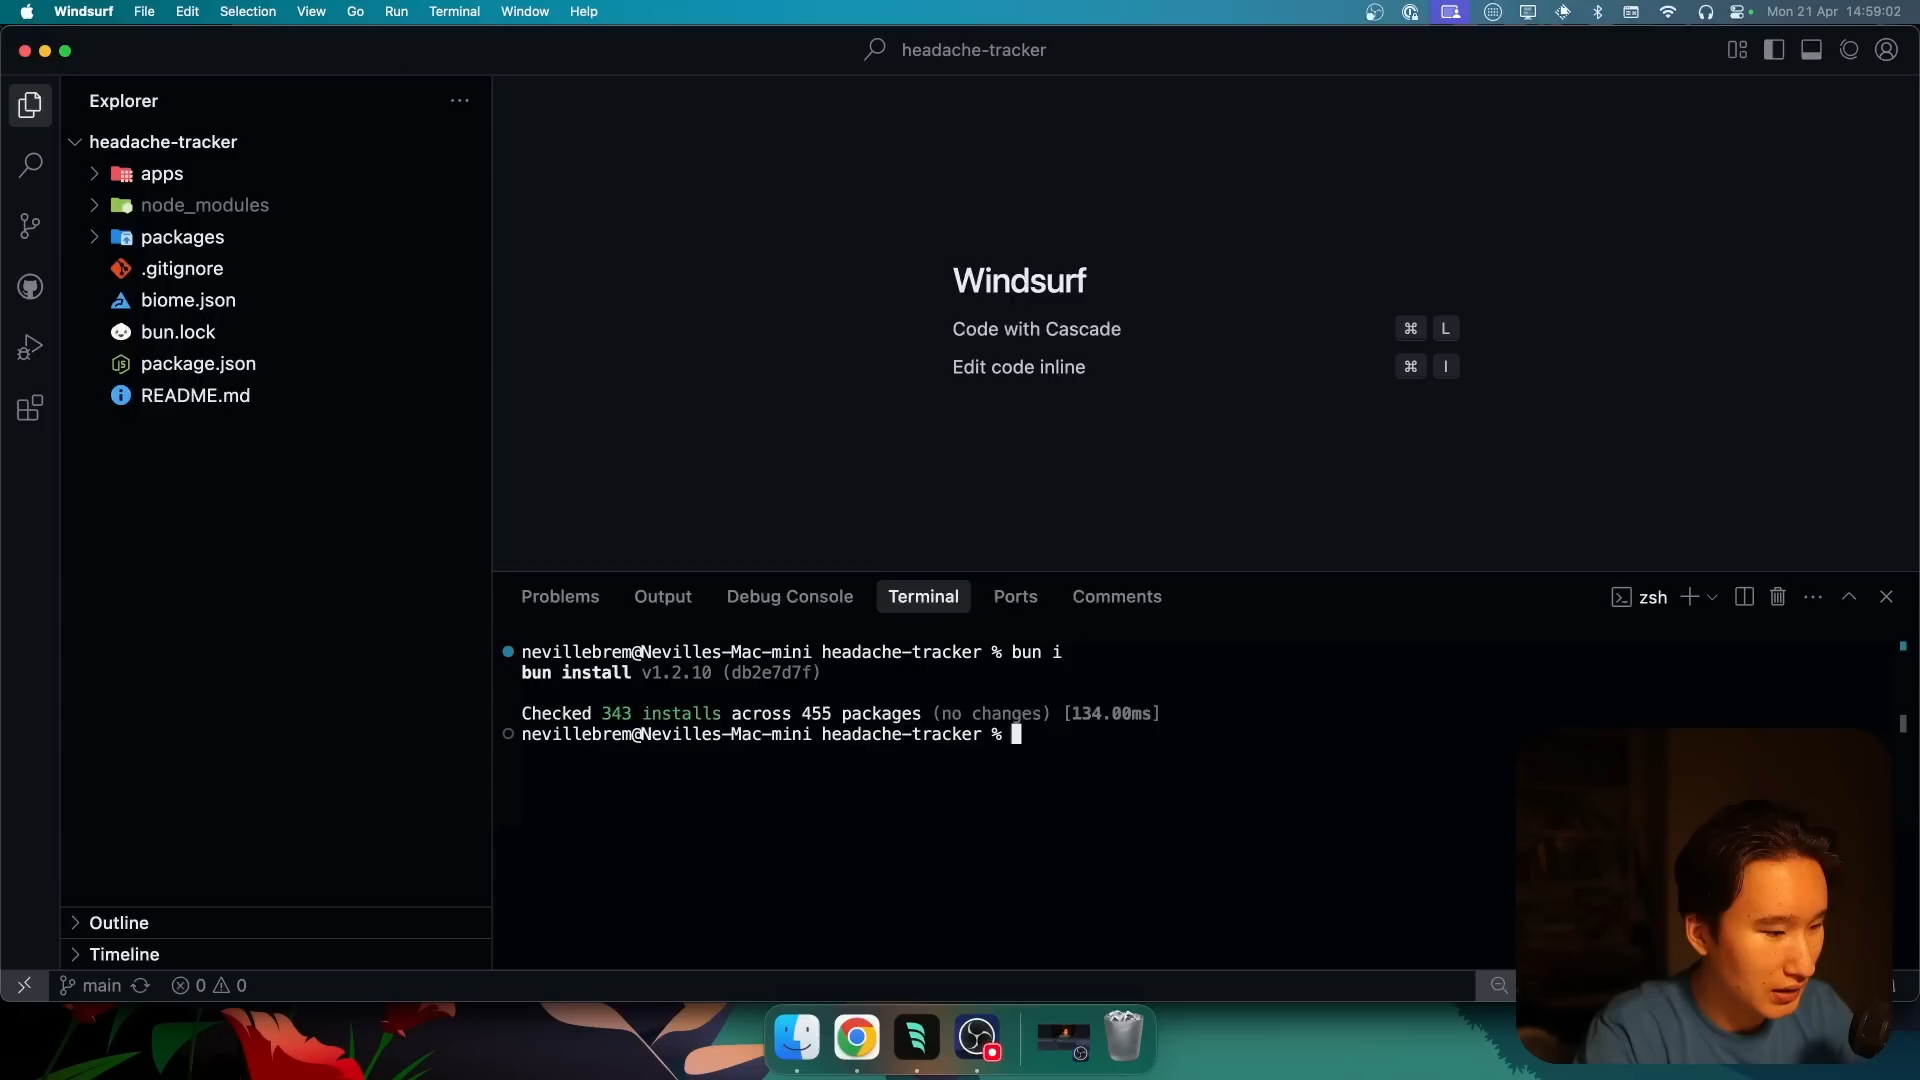 Windsurf File Edit Selection View Go Run Terminal Window Help Mon 21 Apr 14:59:02
headache-tracker
Explorer
headache-tracker
apps
node_modules
packages
.gitignore
biome.json
bun.lock
package.json
README.md
Outline
Timeline
Windsurf
Code with Cascade ⌘ L
Edit code inline ⌘ I
Problems Output Debug Console Terminal Ports Comments zsh
nevillebrem@Nevilles-Mac-mini headache-tracker % bun i
bun install v1.2.10 (db2e7d7f)
Checked 343 installs across 455 packages (no changes) [134.00ms]
nevillebrem@Nevilles-Mac-mini headache-tracker %
main 0 0